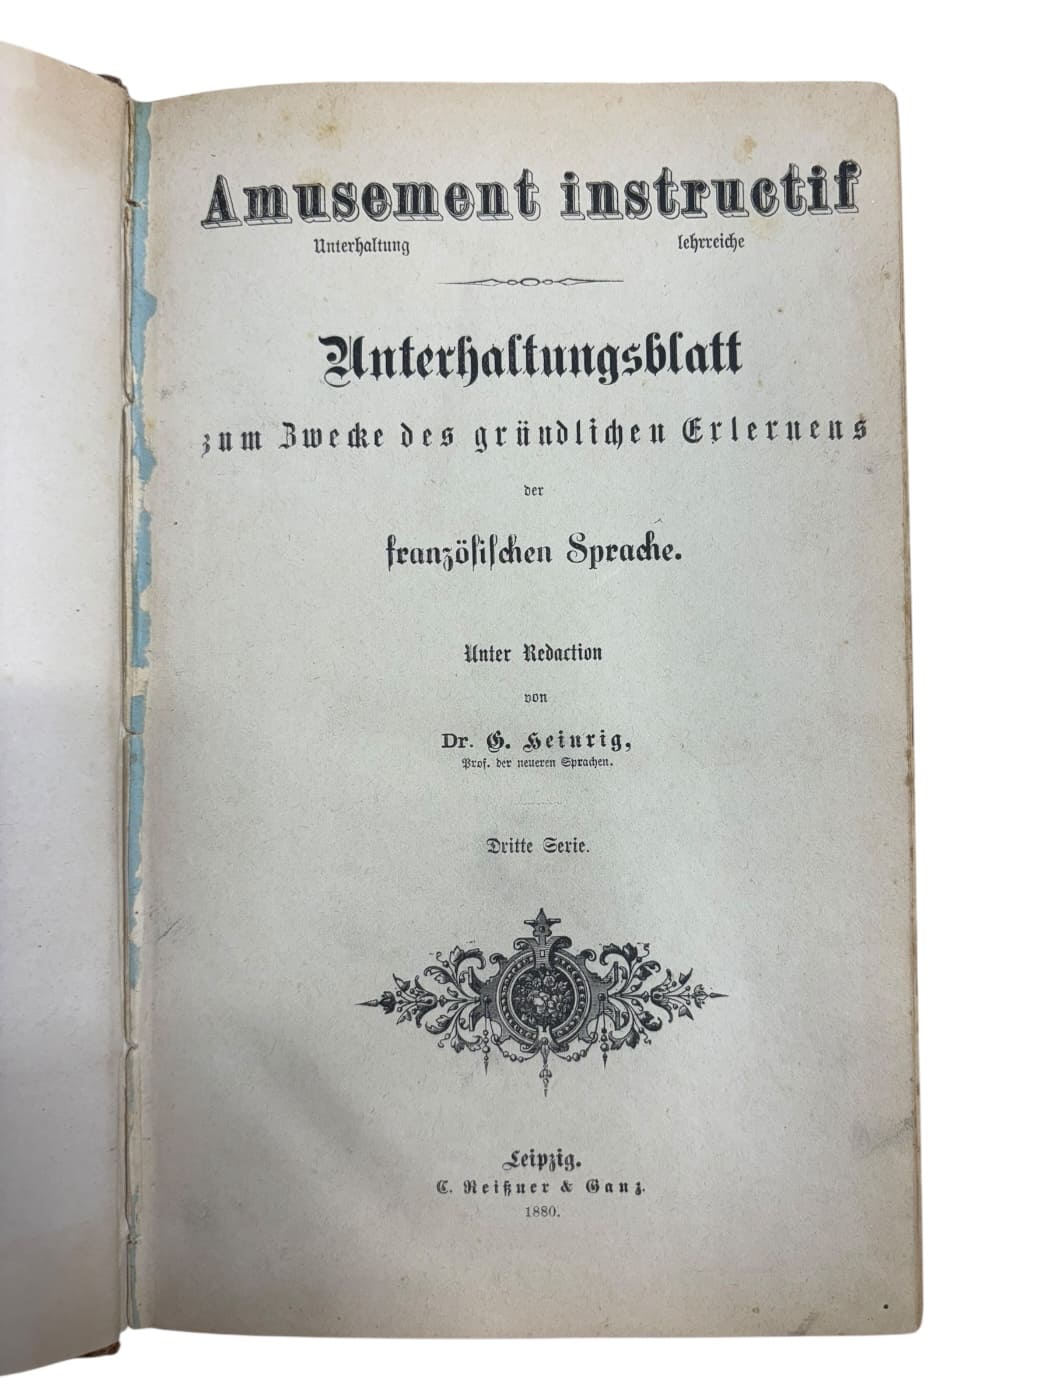 Amusement instructif
Unterhaltung lehrreiche
Unterhaltungsblatt
zum Zwecke des gründlichen Erlernens
der
französischen Sprache.
Unter Redaction
von
Dr. G. Heinrig,
Prof. der neueren Sprachen.
Dritte Serie.
Leipzig.
C. Reißner & Ganz.
1880.